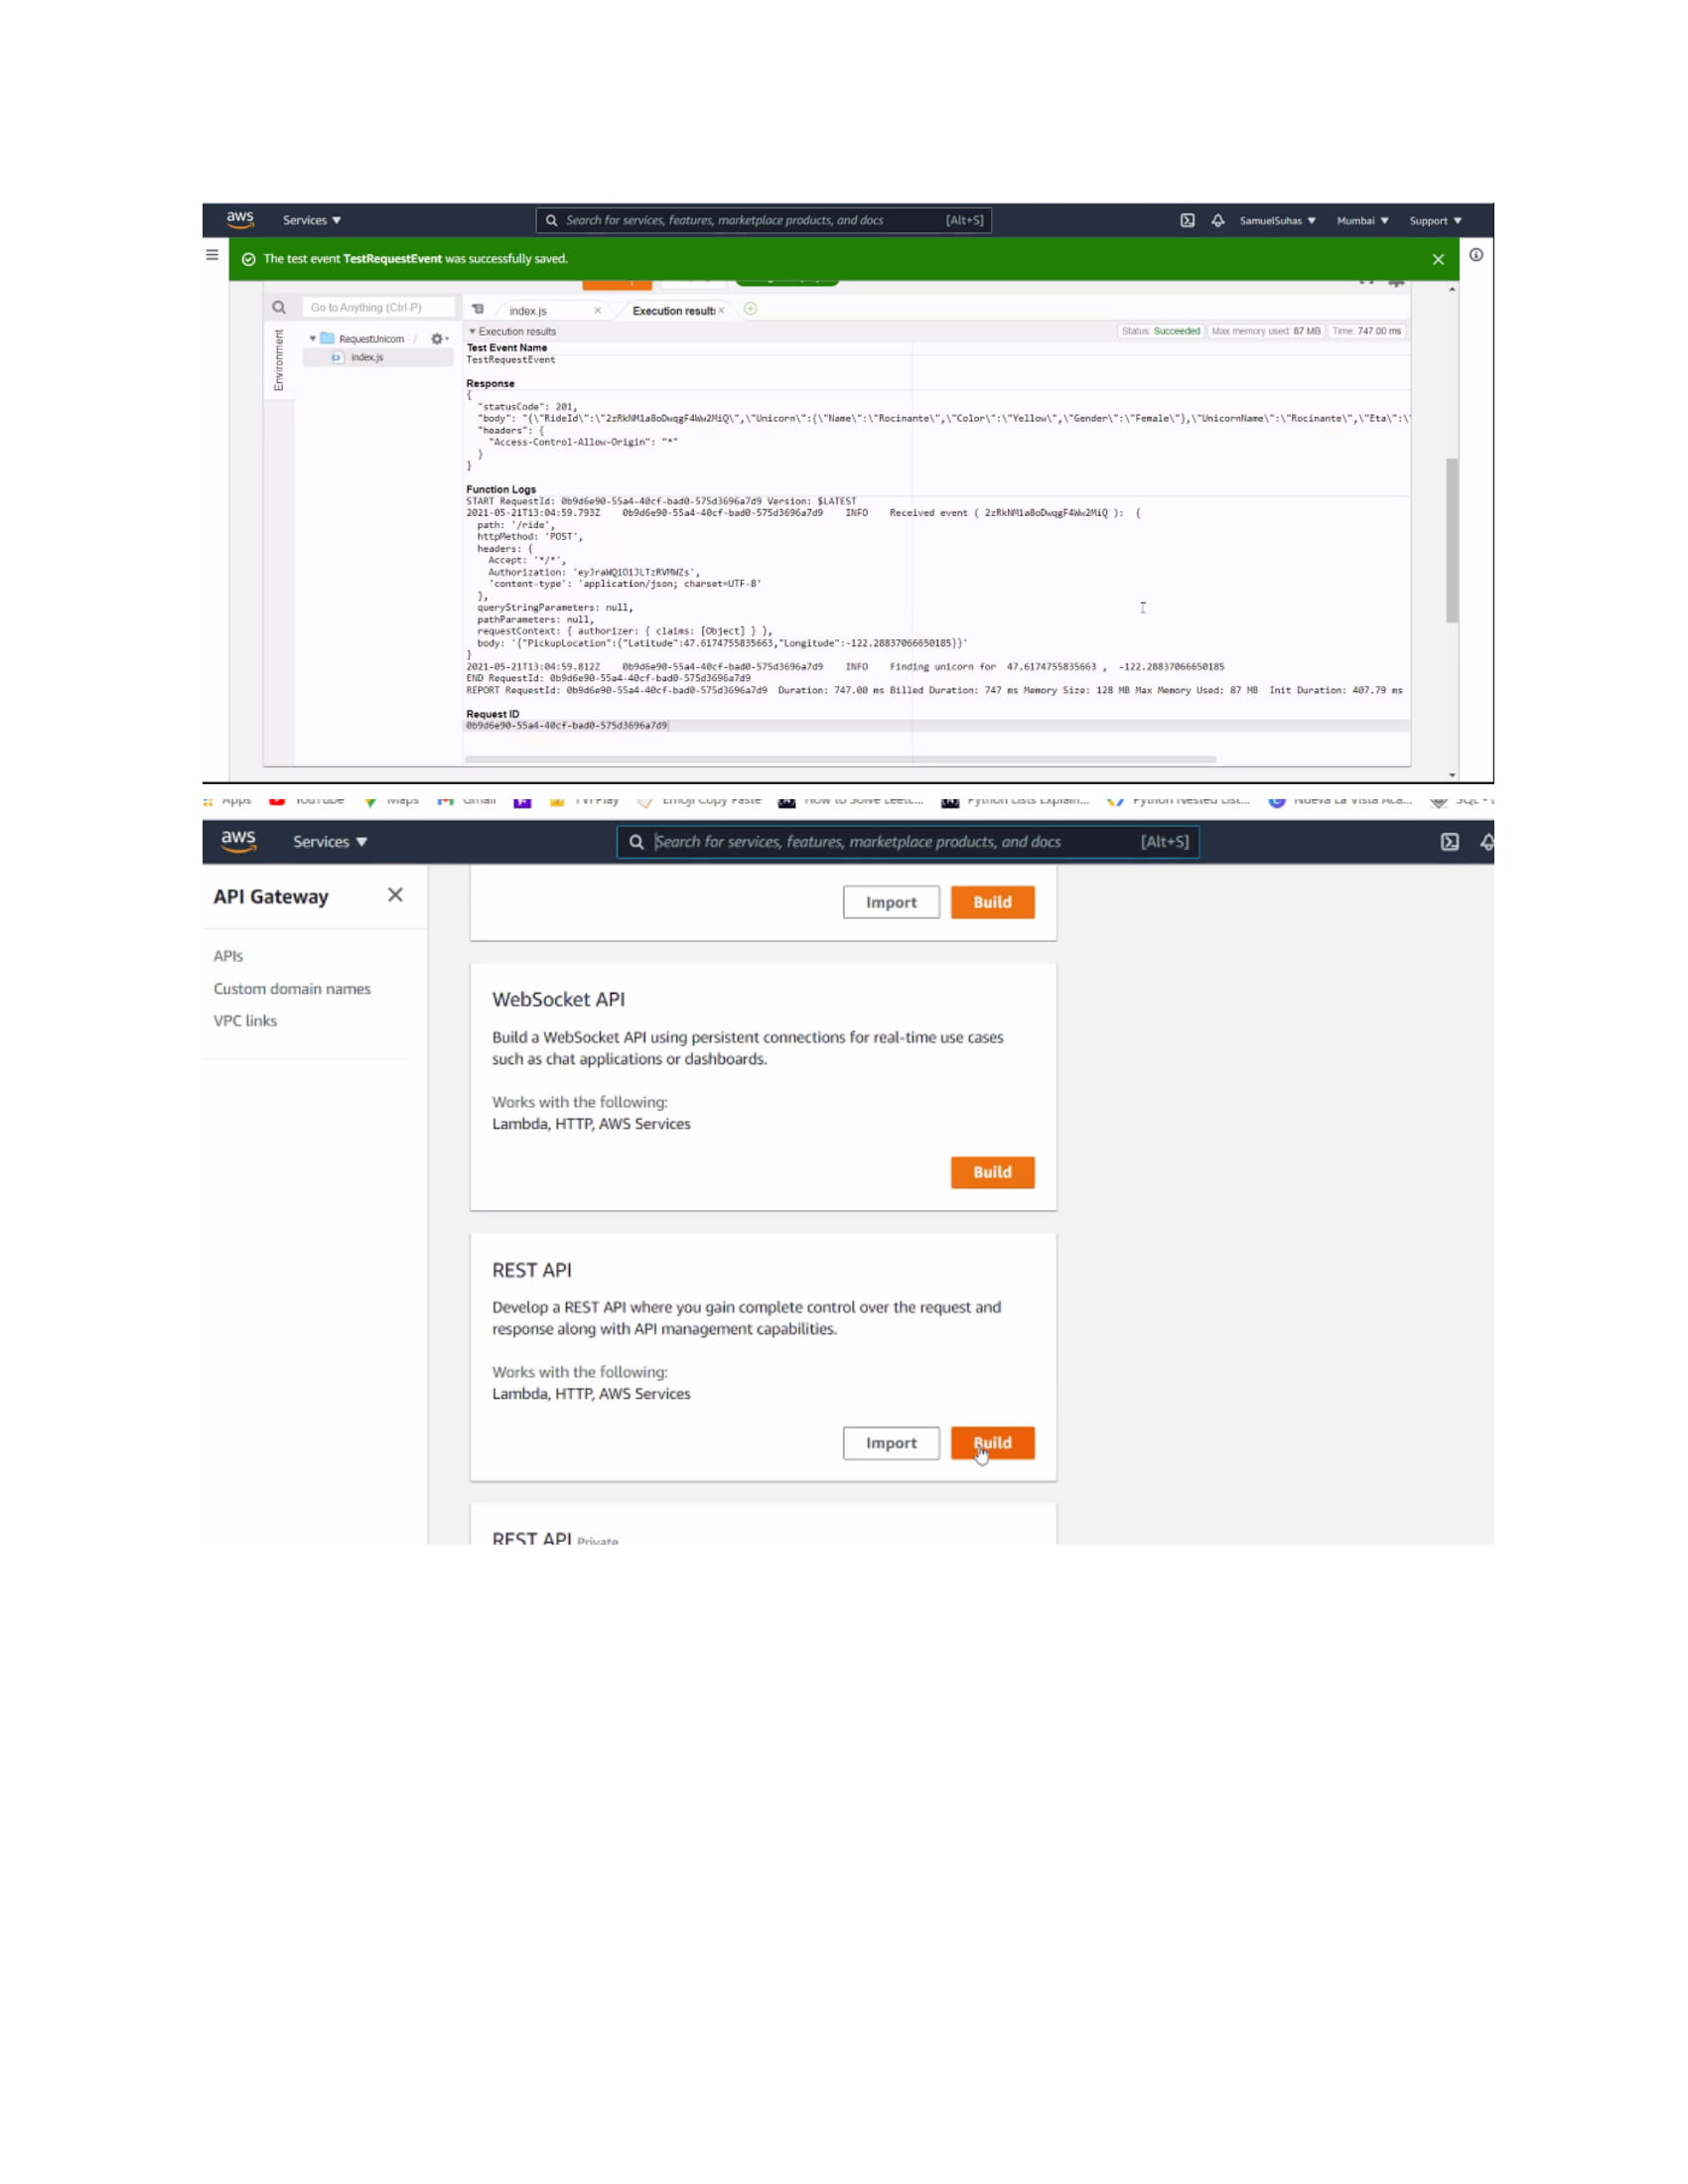 aws Services ▼ Search for services, features, marketplace products, and docs [Alt+S] SamuelSuhas ▼ Mumbai ▼ Support ▼
The test event TestRequestEvent was successfully saved.
Go to Anything (Ctrl-P) index.js × Execution result: ×
Environment
RequestUnicorn - /
index.js
Execution results Status: Succeeded Max memory used: 87 MB Time: 747.00 ms
Test Event Name
TestRequestEvent
Response
{
"statusCode": 201,
"body": "{\"RideId\":\"2zRkNM1a8oDwqgF4Ww2MiQ\",\"Unicorn\":{\"Name\":\"Rocinante\",\"Color\":\"Yellow\",\"Gender\":\"Female\"},\"UnicornName\":\"Rocinante\",\"Eta\":\"
"headers": {
"Access-Control-Allow-Origin": "*"
}
}
Function Logs
START RequestId: 0b9d6e90-55a4-40cf-bad0-575d3696a7d9 Version: $LATEST
2021-05-21T13:04:59.793Z 0b9d6e90-55a4-40cf-bad0-575d3696a7d9 INFO Received event ( 2zRkNM1a8oDwqgF4Ww2MiQ ): {
path: '/ride',
httpMethod: 'POST',
headers: {
Accept: '*/*',
Authorization: 'eyJraWQiOiJLTzRVMWZs',
'content-type': 'application/json; charset=UTF-8'
},
queryStringParameters: null,
pathParameters: null,
requestContext: { authorizer: { claims: [Object] } },
body: '{"PickupLocation":{"Latitude":47.6174755835663,"Longitude":-122.28837066650185}}'
}
2021-05-21T13:04:59.812Z 0b9d6e90-55a4-40cf-bad0-575d3696a7d9 INFO Finding unicorn for 47.6174755835663 , -122.28837066650185
END RequestId: 0b9d6e90-55a4-40cf-bad0-575d3696a7d9
REPORT RequestId: 0b9d6e90-55a4-40cf-bad0-575d3696a7d9 Duration: 747.00 ms Billed Duration: 747 ms Memory Size: 128 MB Max Memory Used: 87 MB Init Duration: 407.79 ms
Request ID
0b9d6e90-55a4-40cf-bad0-575d3696a7d9
Apps YouTube Maps Gmail Emoji Copy Paste How to Solve Leetc... Python Lists Explain... Python Nested List... Nueva La Vista Aca...
aws Services ▼ Search for services, features, marketplace products, and docs [Alt+S]
API Gateway
APIs
Custom domain names
VPC links
Import Build
WebSocket API
Build a WebSocket API using persistent connections for real-time use cases
such as chat applications or dashboards.
Works with the following:
Lambda, HTTP, AWS Services
Build
REST API
Develop a REST API where you gain complete control over the request and
response along with API management capabilities.
Works with the following:
Lambda, HTTP, AWS Services
Import Build
REST API Private